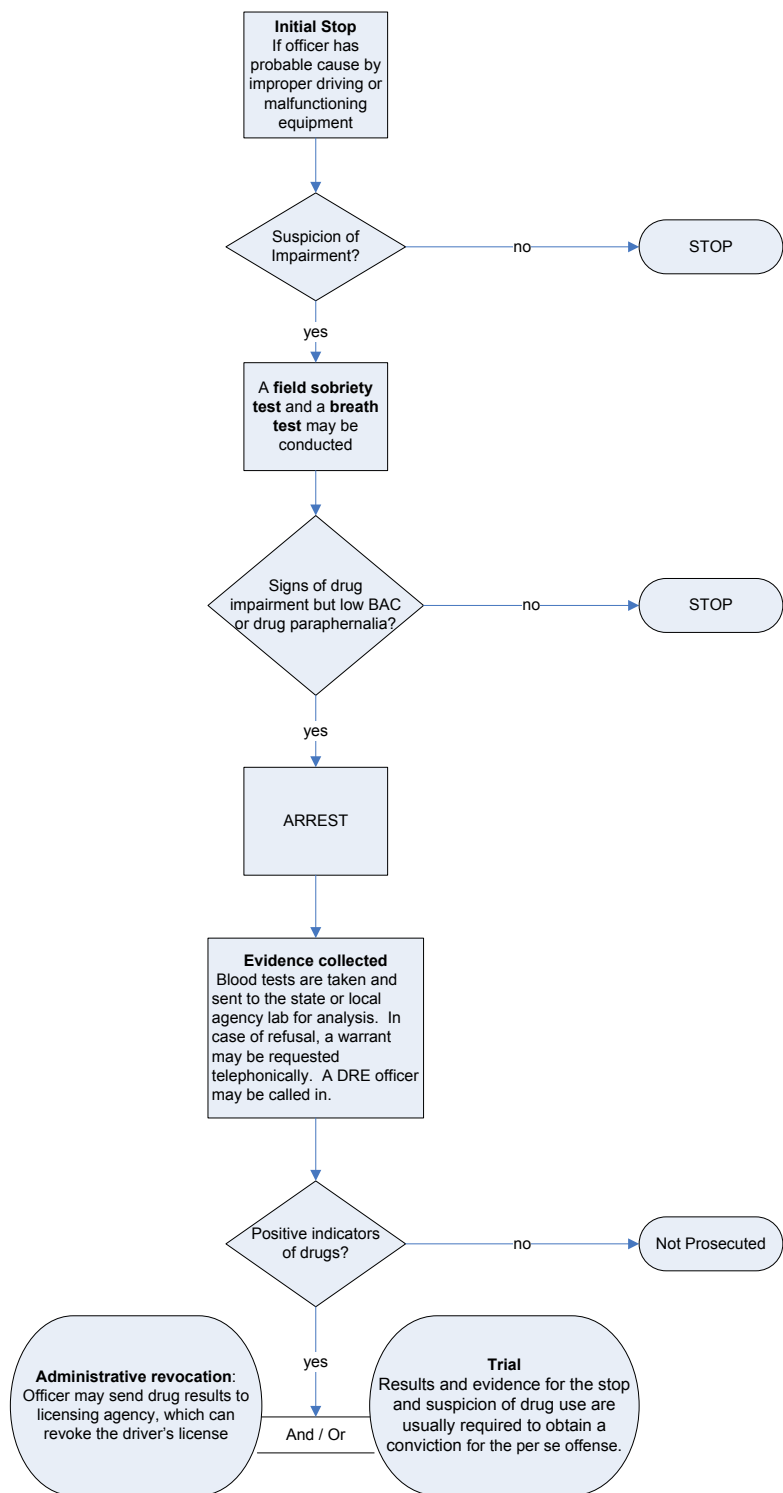 Initial Stop
If officer has
probable cause by
improper driving or
malfunctioning
equipment
Suspicion of
Impairment?
no
STOP
yes
A field sobriety
test and a breath
test may be
conducted
Signs of drug
impairment but low BAC
or drug paraphernalia?
no
STOP
yes
ARREST
Evidence collected
Blood tests are taken and
sent to the state or local
agency lab for analysis. In
case of refusal, a warrant
may be requested
telephonically. A DRE officer
may be called in.
Positive indicators
of drugs?
no
Not Prosecuted
yes
Administrative revocation:
Officer may send drug results to
licensing agency, which can
revoke the driver's license
And / Or
Trial
Results and evidence for the stop
and suspicion of drug use are
usually required to obtain a
conviction for the per se offense.